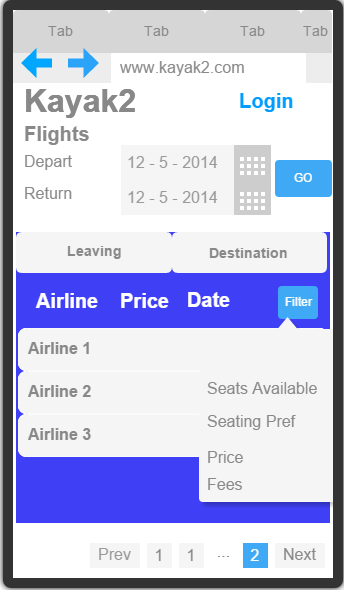 Tab Tab Tab Tab
www.kayak2.com
Kayak2 Login
Flights
Depart 12 - 5 - 2014
GO
Return 12 - 5 - 2014
Leaving Destination
Airline Price Date Filter
Airline 1
Seats Available
Airline 2
Seating Pref
Airline 3
Price
Fees
Prev 1 1 ... 2 Next